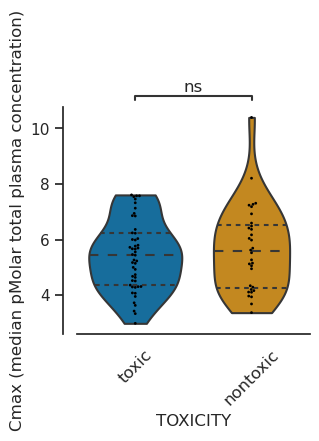 ns
Cmax (median pMolar total plasma concentration)
10
8
6
4
toxic
nontoxic
TOXICITY